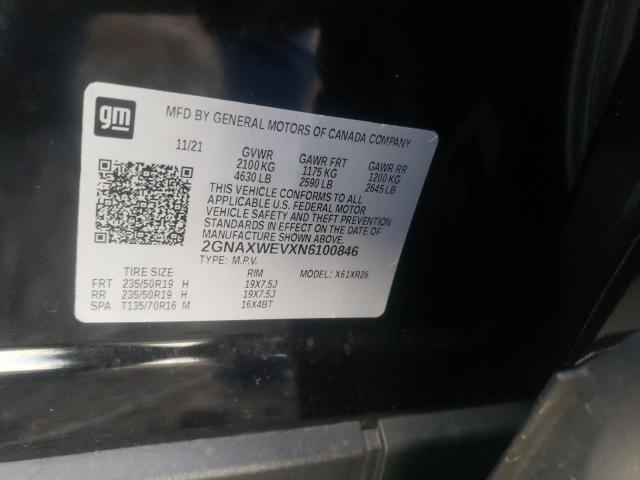 gm
MFD BY GENERAL MOTORS OF CANADA COMPANY
11/21 GVWR GAWR FRT GAWR RR
2100 KG 1175 KG 1200 KG
4630 LB 2590 LB 2645 LB
THIS VEHICLE CONFORMS TO ALL
APPLICABLE U.S. FEDERAL MOTOR
VEHICLE SAFETY AND THEFT PREVENTION
STANDARDS IN EFFECT ON THE DATE OF
MANUFACTURE SHOWN ABOVE.
2GNAXWEVXN6100846
TYPE: M.P.V. MODEL: X61XR26
TIRE SIZE RIM
FRT 235/50R19 H 19X7.5J
RR 235/50R19 H 19X7.5J
SPA T135/70R16 M 16X4BT